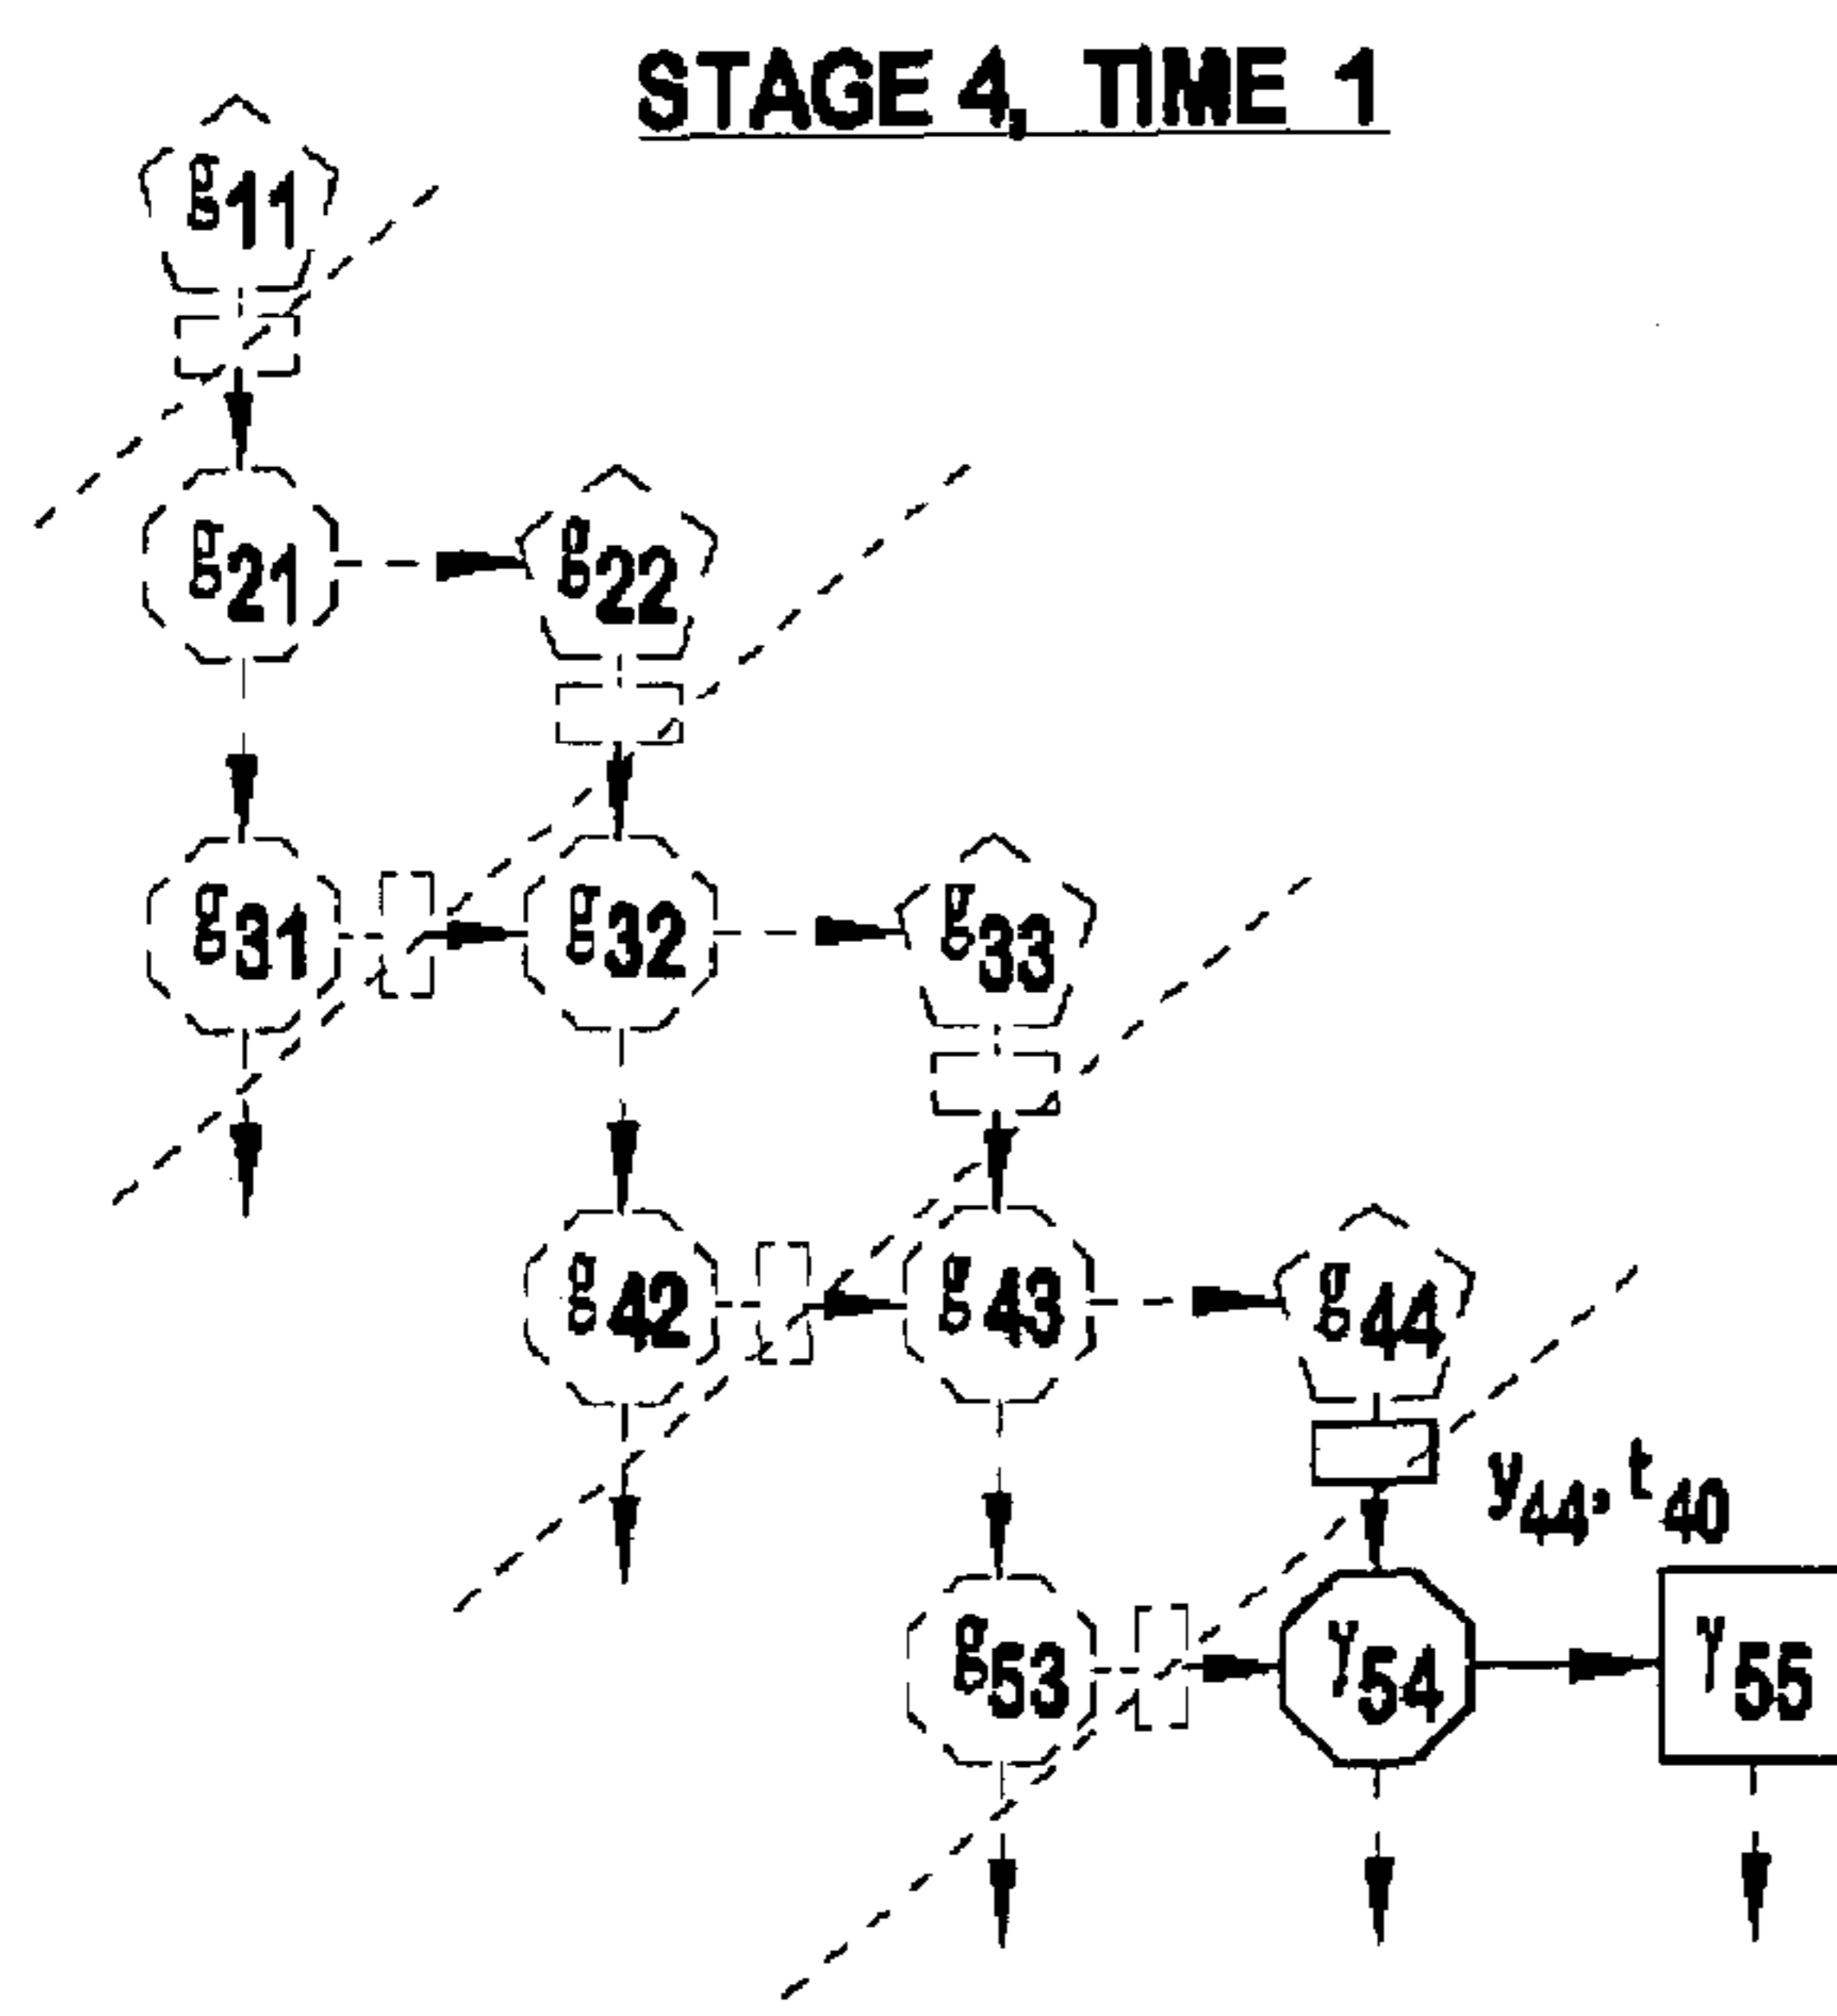 STAGE 4, TIME 1
g11
g21 g22
g31 g32 g33
g42 g43 g44
y44, t40
g53 γ54 γ55